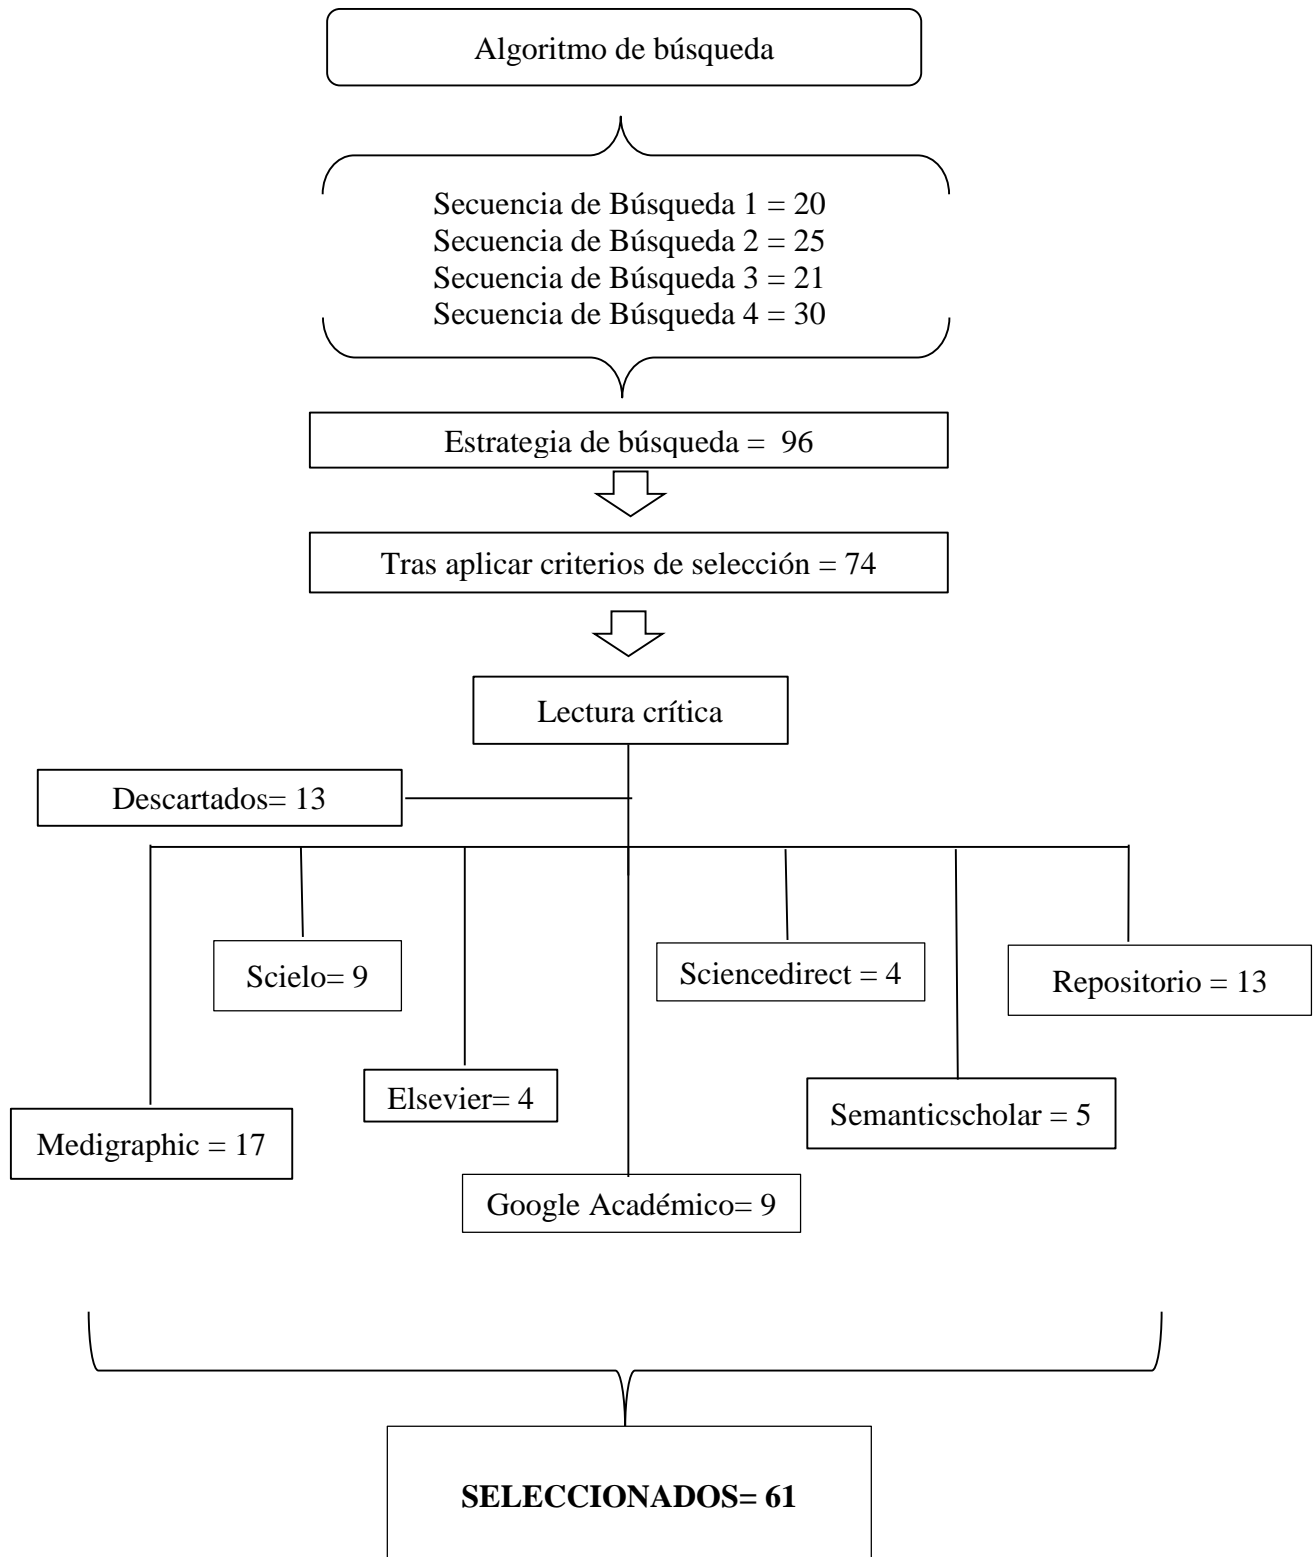 Algoritmo de búsqueda
Secuencia de Búsqueda 1 = 20
Secuencia de Búsqueda 2 = 25
Secuencia de Búsqueda 3 = 21
Secuencia de Búsqueda 4 = 30
Estrategia de búsqueda = 96
Tras aplicar criterios de selección = 74
Lectura crítica
Descartados= 13
Scielo= 9
Sciencedirect = 4
Repositorio = 13
Elsevier= 4
Semanticscholar = 5
Medigraphic = 17
Google Académico= 9
SELECCIONADOS= 61